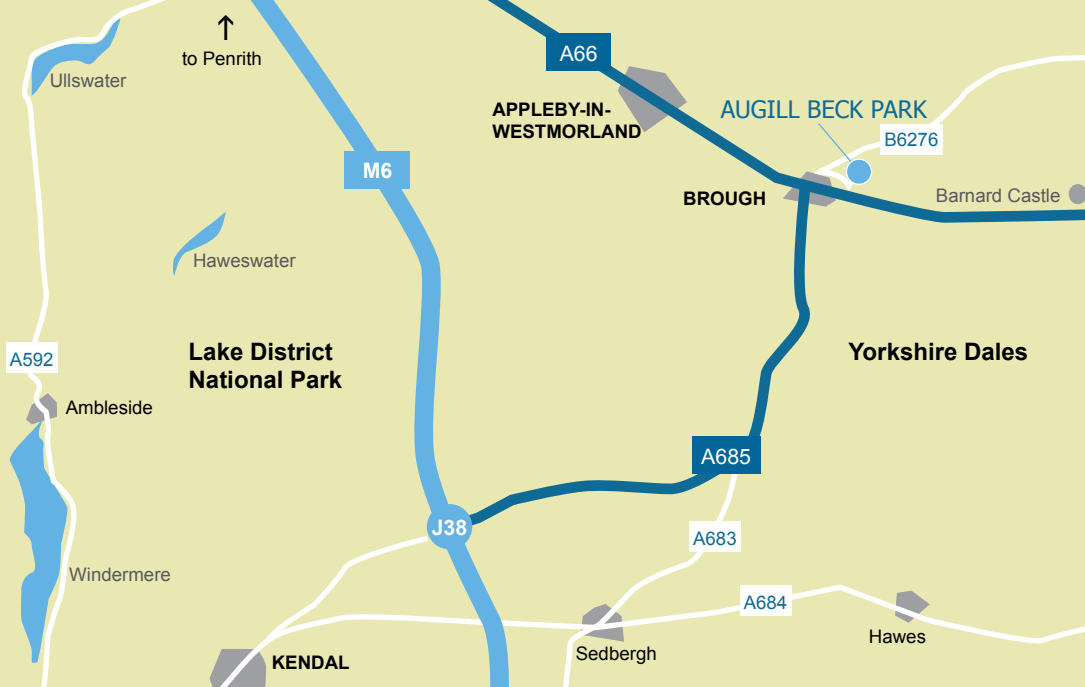 ↑
to Penrith
Ullswater
A66
APPLEBY-IN-
WESTMORLAND
AUGILL BECK PARK
B6276
M6
BROUGH
Barnard Castle
Haweswater
A592
Lake District
National Park
Yorkshire Dales
Ambleside
A685
J38
A683
Windermere
A684
Hawes
Sedbergh
KENDAL